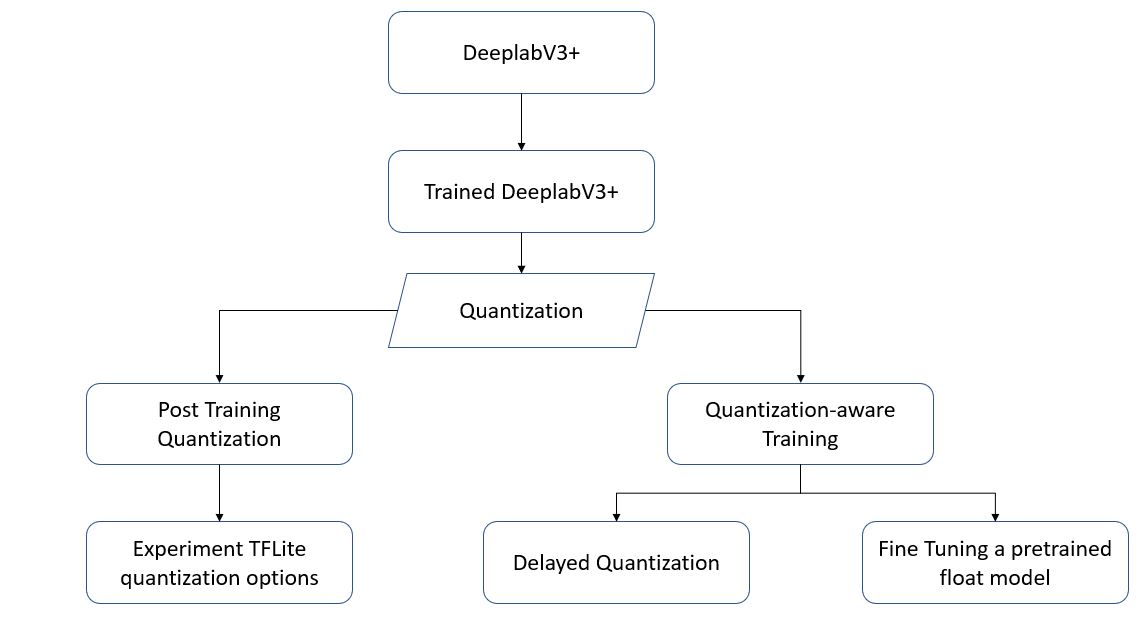 DeeplabV3+
Trained DeeplabV3+
Quantization
Post Training
Quantization
Quantization-aware
Training
Experiment TFLite
quantization options
Delayed Quantization
Fine Tuning a pretrained
float model